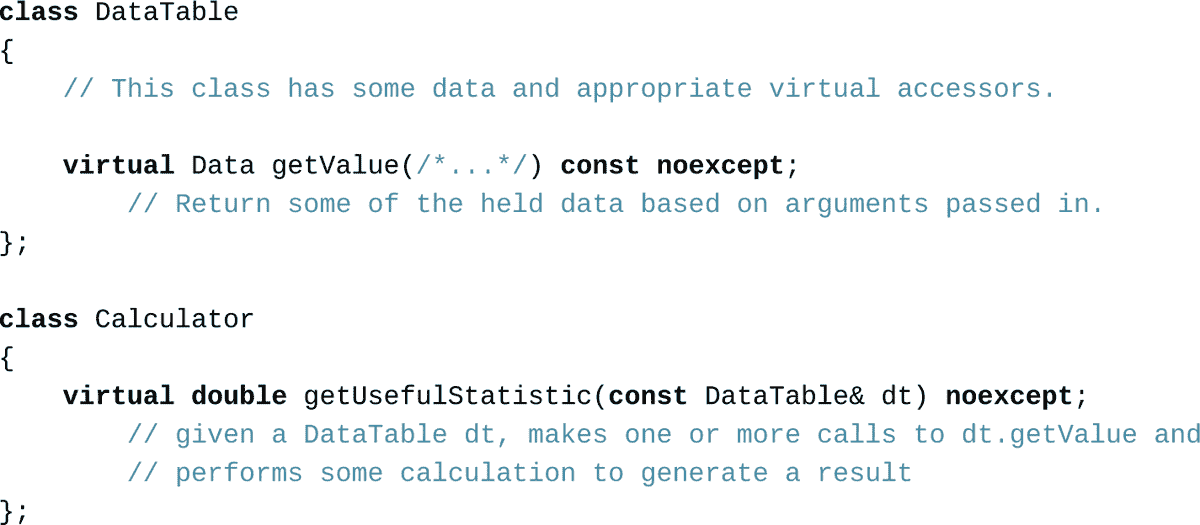 class DataTable
{
    // This class has some data and appropriate virtual accessors.

    virtual Data getValue(/*...*/) const noexcept;
        // Return some of the held data based on arguments passed in.
};

class Calculator
{
    virtual double getUsefulStatistic(const DataTable& dt) noexcept;
        // given a DataTable dt, makes one or more calls to dt.getValue and
        // performs some calculation to generate a result
};